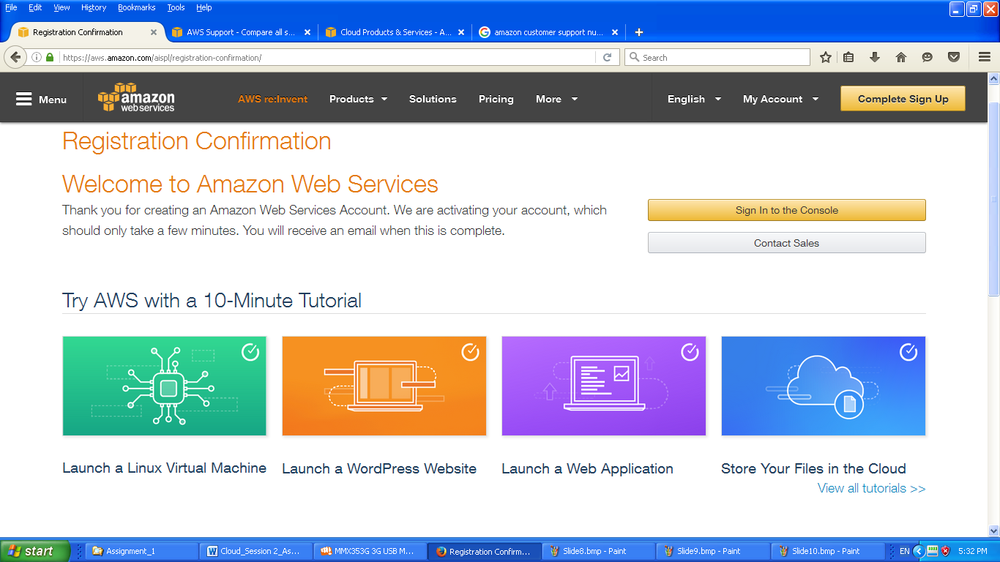 File Edit View History Bookmarks Tools Help
Registration Confirmation
AWS Support - Compare all s...
Cloud Products & Services - A...
amazon customer support nu...
https://aws.amazon.com/aispl/registration-confirmation/
Search
Menu
amazon
web services
AWS re:Invent
Products
Solutions
Pricing
More
English
My Account
Complete Sign Up
Registration Confirmation
Welcome to Amazon Web Services
Thank you for creating an Amazon Web Services Account. We are activating your account, which
should only take a few minutes. You will receive an email when this is complete.
Sign In to the Console
Contact Sales
Try AWS with a 10-Minute Tutorial
Launch a Linux Virtual Machine
Launch a WordPress Website
Launch a Web Application
Store Your Files in the Cloud
View all tutorials >>
start
Assignment_1
Cloud_Session 2_As...
MMX353G 3G USB M...
Registration Confirm...
Slide8.bmp - Paint
Slide9.bmp - Paint
Slide10.bmp - Paint
EN
5:32 PM